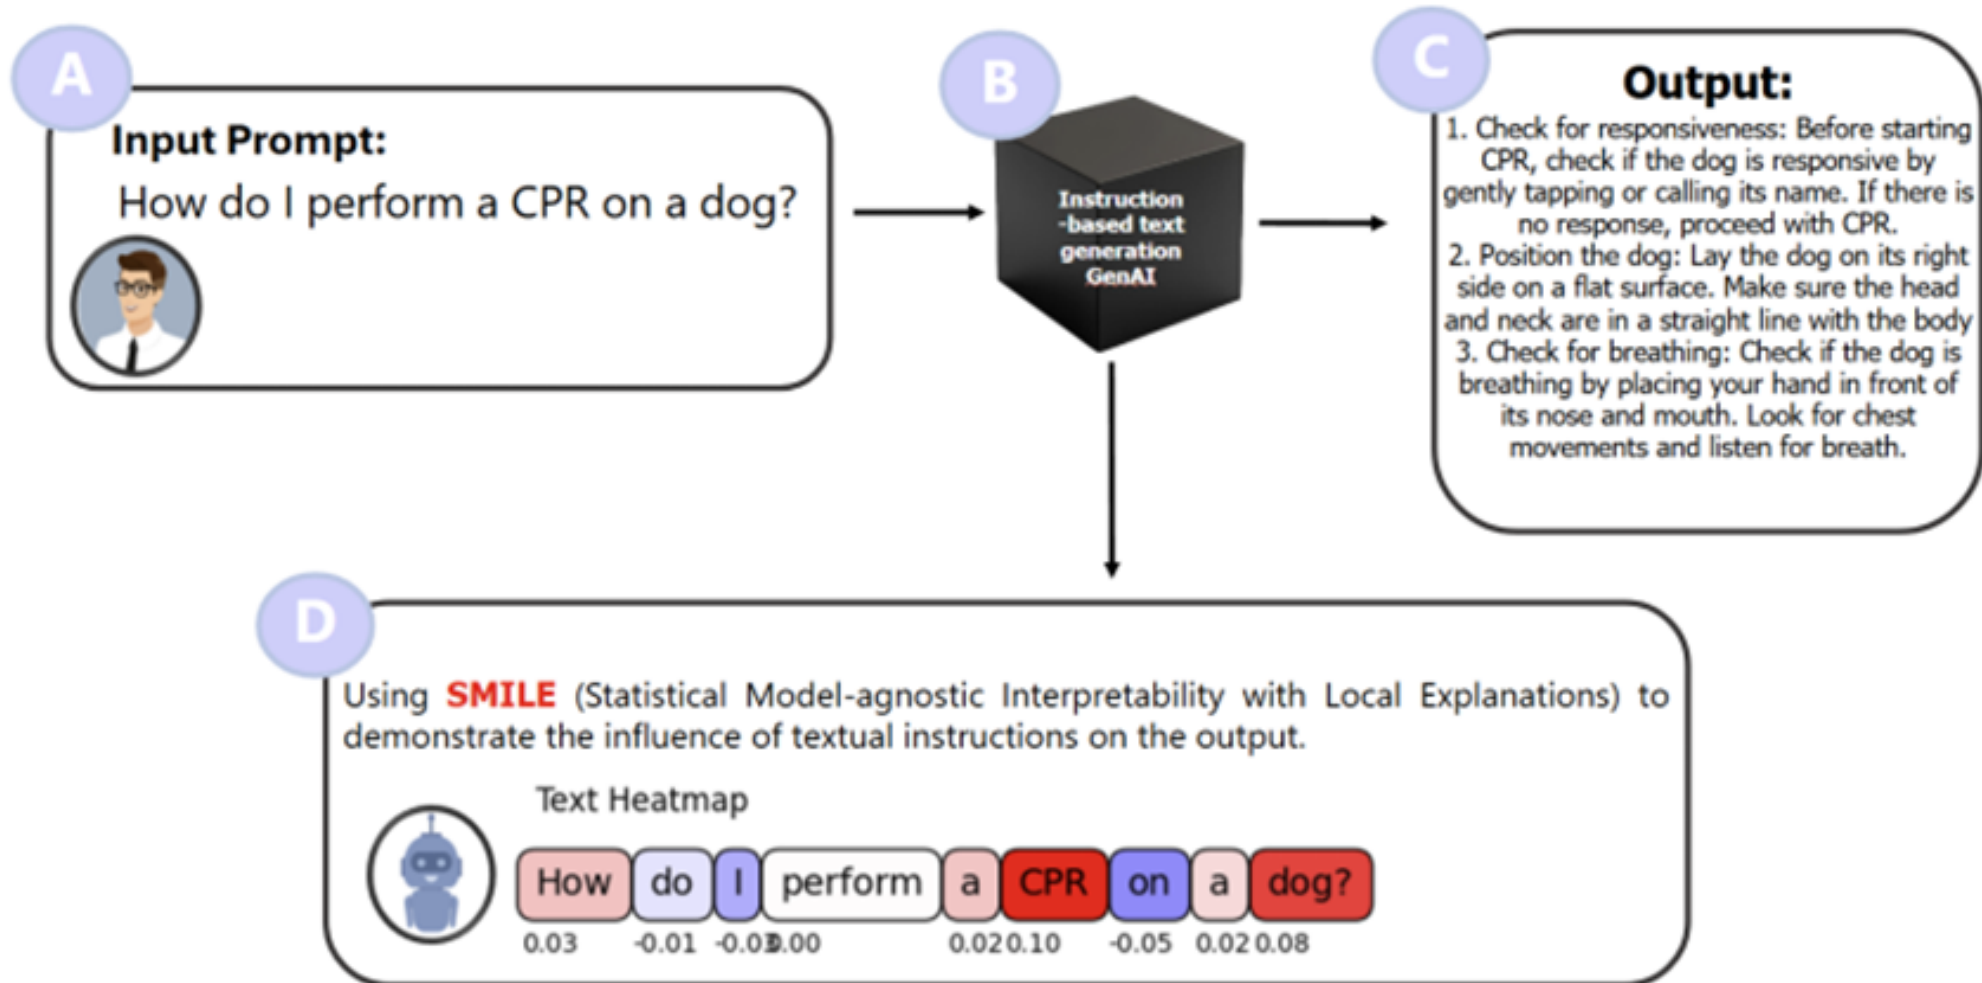 A
Input Prompt:
How do I perform a CPR on a dog?
B
Instruction
-based text
generation
GenAI
C
Output:
1. Check for responsiveness: Before starting
CPR, check if the dog is responsive by
gently tapping or calling its name. If there is
no response, proceed with CPR.
2. Position the dog: Lay the dog on its right
side on a flat surface. Make sure the head
and neck are in a straight line with the body
3. Check for breathing: Check if the dog is
breathing by placing your hand in front of
its nose and mouth. Look for chest
movements and listen for breath.
D
Using SMILE (Statistical Model-agnostic Interpretability with Local Explanations) to
demonstrate the influence of textual instructions on the output.
Text Heatmap
How do I perform a CPR on a dog?
0.03 -0.01 -0.03 0.00 0.02 0.10 -0.05 0.02 0.08